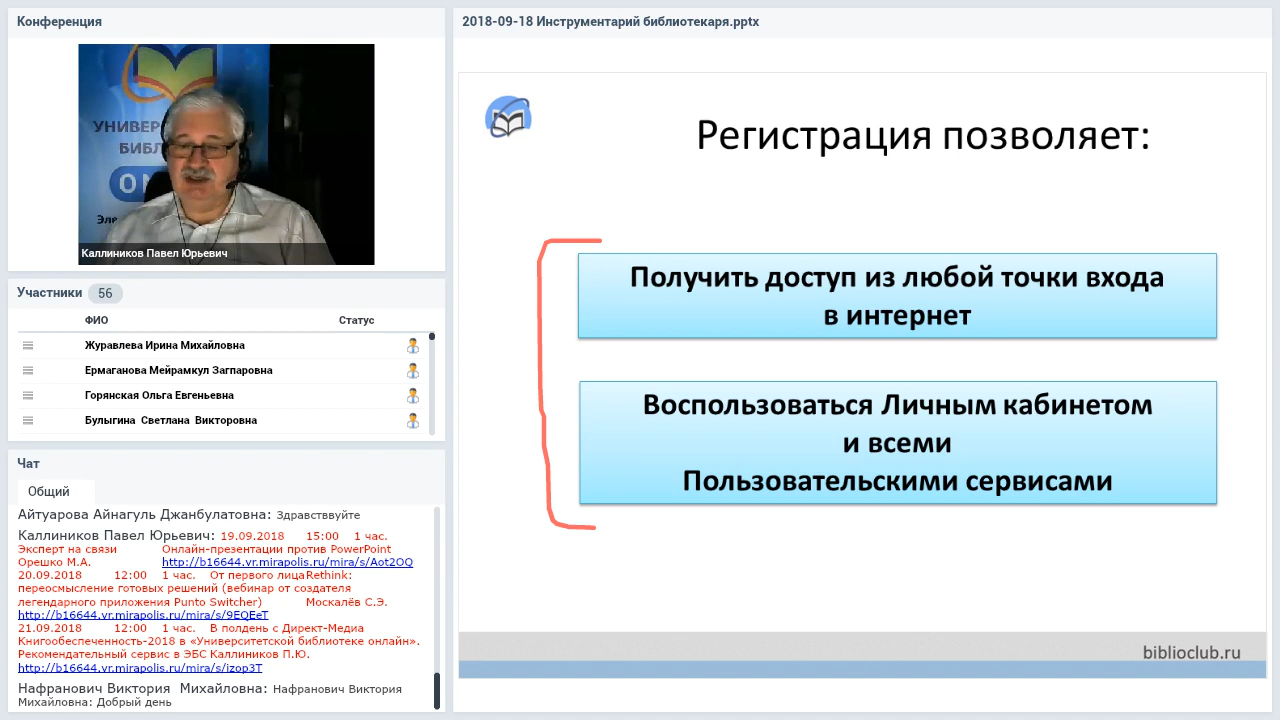 Конференция
УНИВЕР
БИБЛ
Эле
Каллиников Павел Юрьевич
Участники 56
ФИО Статус
Журавлева Ирина Михайловна
Ермаганова Мейрамкул Загпаровна
Горянская Ольга Евгеньевна
Булыгина Светлана Викторовна
Чат
Общий
Айтуарова Айнагуль Джанбулатовна: Здравстввуйте
Каллиников Павел Юрьевич: 19.09.2018 15:00 1 час.
Эксперт на связи Онлайн-презентации против PowerPoint
Орешко М.А. http://b16644.vr.mirapolis.ru/mira/s/Aot2OQ
20.09.2018 12:00 1 час. От первого лицаRethink:
переосмысление готовых решений (вебинар от создателя
легендарного приложения Punto Switcher) Москалёв С.Э.
http://b16644.vr.mirapolis.ru/mira/s/9EQEeT
21.09.2018 12:00 1 час. В полдень с Директ-Медиа
Книгообеспеченность-2018 в «Университетской библиотеке онлайн».
Рекомендательный сервис в ЭБС Каллиников П.Ю.
http://b16644.vr.mirapolis.ru/mira/s/jzop3T
Нафранович Виктория Михайловна: Нафранович Виктория
Михайловна: Добрый день
2018-09-18 Инструментарий библиотекаря.pptx
Регистрация позволяет:
Получить доступ из любой точки входа
в интернет
Воспользоваться Личным кабинетом
и всеми
Пользовательскими сервисами
biblioclub.ru